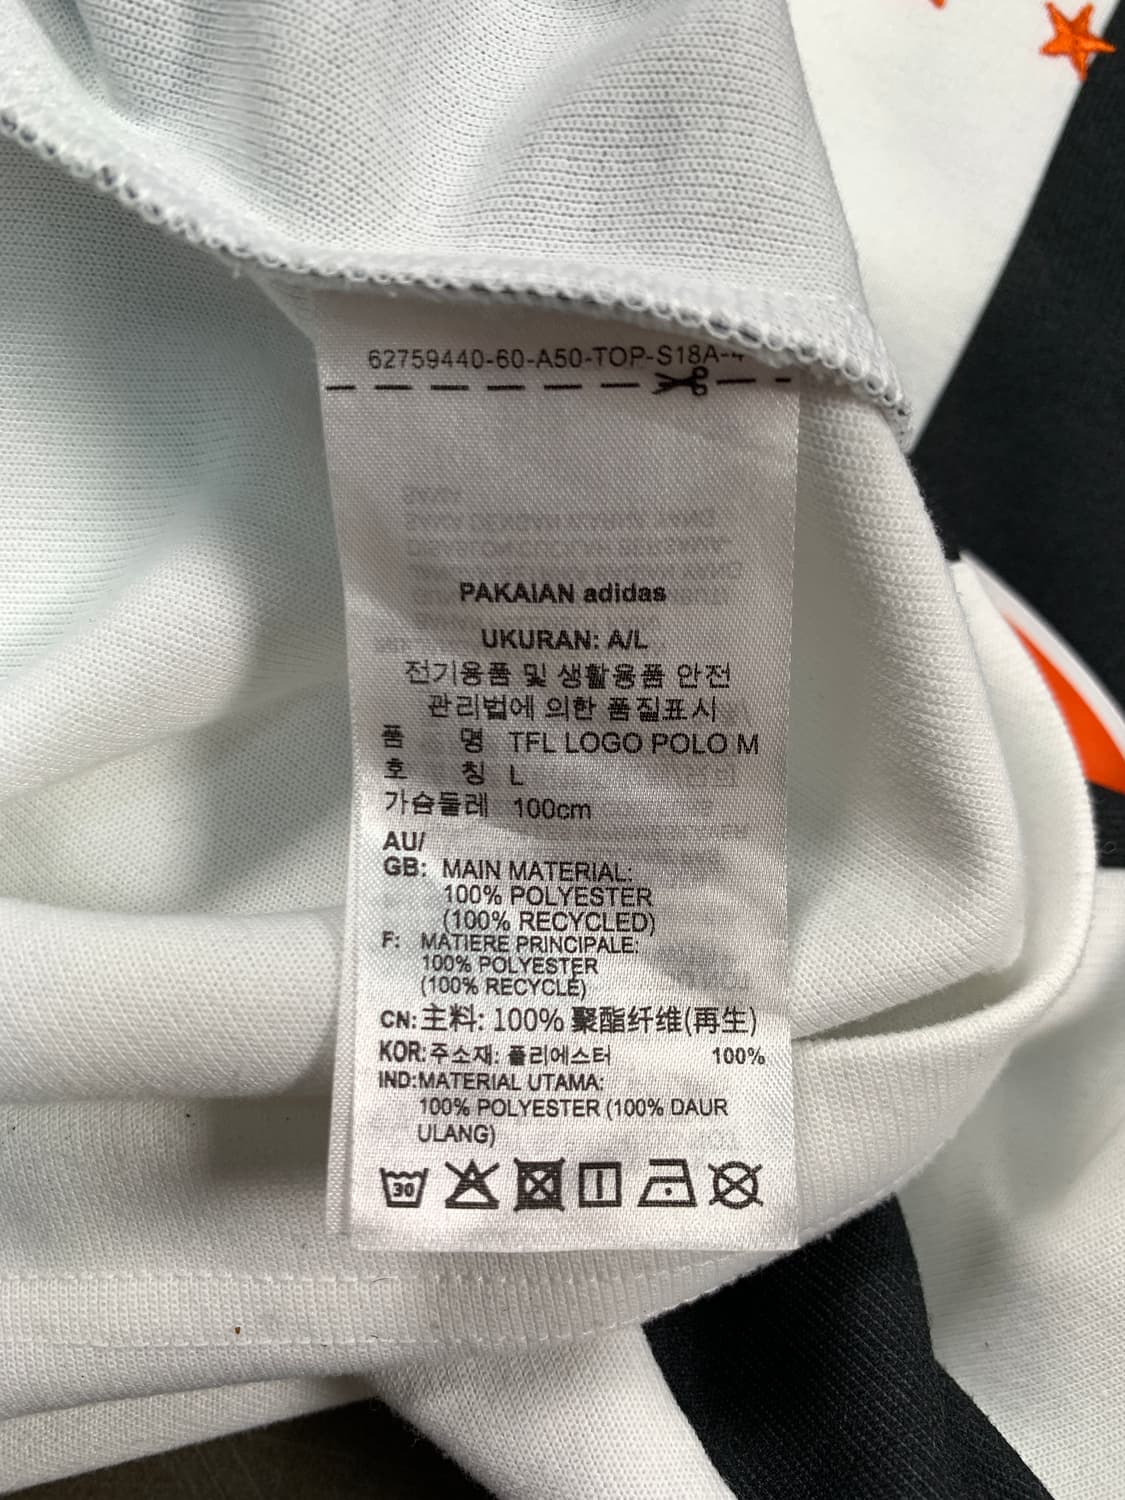 62759440-60-A50-TOP-S18A-4
PAKAIAN adidas
UKURAN: A/L
전기용품 및 생활용품 안전
관리법에 의한 품질표시
품 명 TFL LOGO POLO M
호 칭 L
가슴둘레 100cm
AU/
GB: MAIN MATERIAL:
100% POLYESTER
(100% RECYCLED)
F: MATIERE PRINCIPALE:
100% POLYESTER
(100% RECYCLÉ)
CN: 主料: 100% 聚酯纤维(再生)
KOR: 주소재: 폴리에스터 100%
IND: MATERIAL UTAMA:
100% POLYESTER (100% DAUR
ULANG)
30